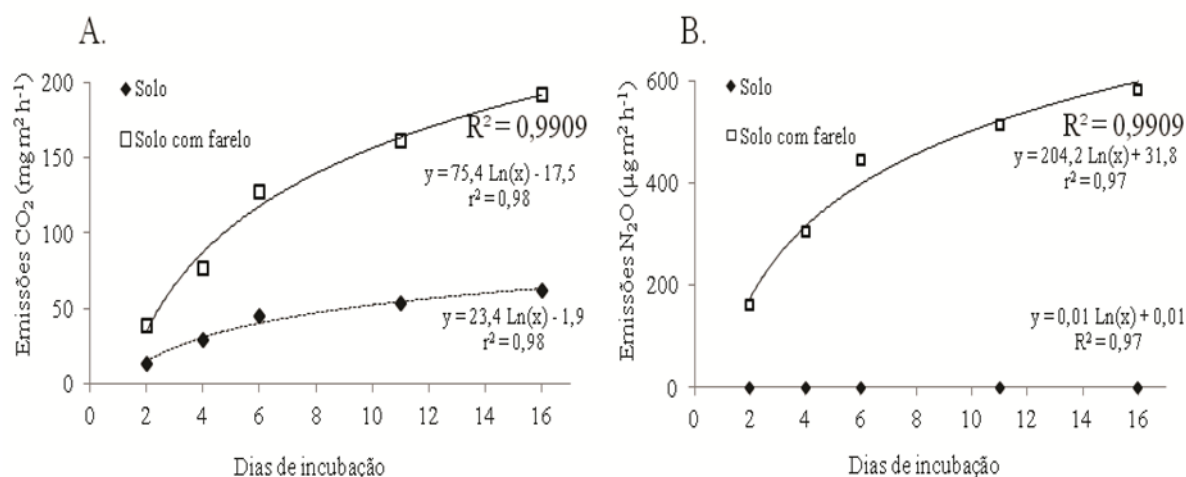 A.
Emissões CO₂ (mg m² h⁻¹)
200
150
100
50
0
◆ Solo
□ Solo com farelo
R² = 0,9909
y = 75,4 Ln(x) - 17,5
r² = 0,98
y = 23,4 Ln(x) - 1,9
r² = 0,98
0 2 4 6 8 10 12 14 16
Dias de incubação
B.
Emissões N₂O (µg m² h⁻¹)
600
400
200
0
◆ Solo
□ Solo com farelo
R² = 0,9909
y = 204,2 Ln(x) + 31,8
r² = 0,97
y = 0,01 Ln(x) + 0,01
R² = 0,97
0 2 4 6 8 10 12 14 16
Dias de incubação